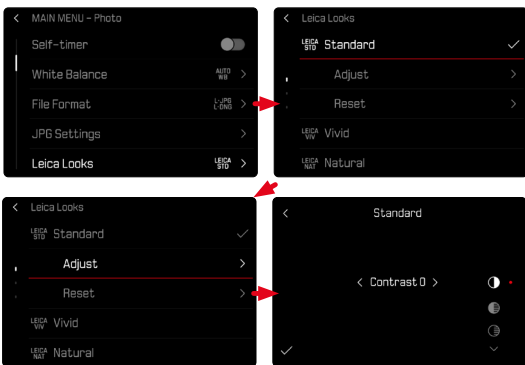 MAIN MENU - Photo
Self-timer
White Balance AUTO WB
File Format L-JPG L-DNG
JPG Settings
Leica Looks LEICA STD
Leica Looks
LEICA STD Standard
Adjust
Reset
LEICA VIV Vivid
LEICA NAT Natural
Leica Looks
LEICA STD Standard
Adjust
Reset
LEICA VIV Vivid
LEICA NAT Natural
Standard
Contrast 0